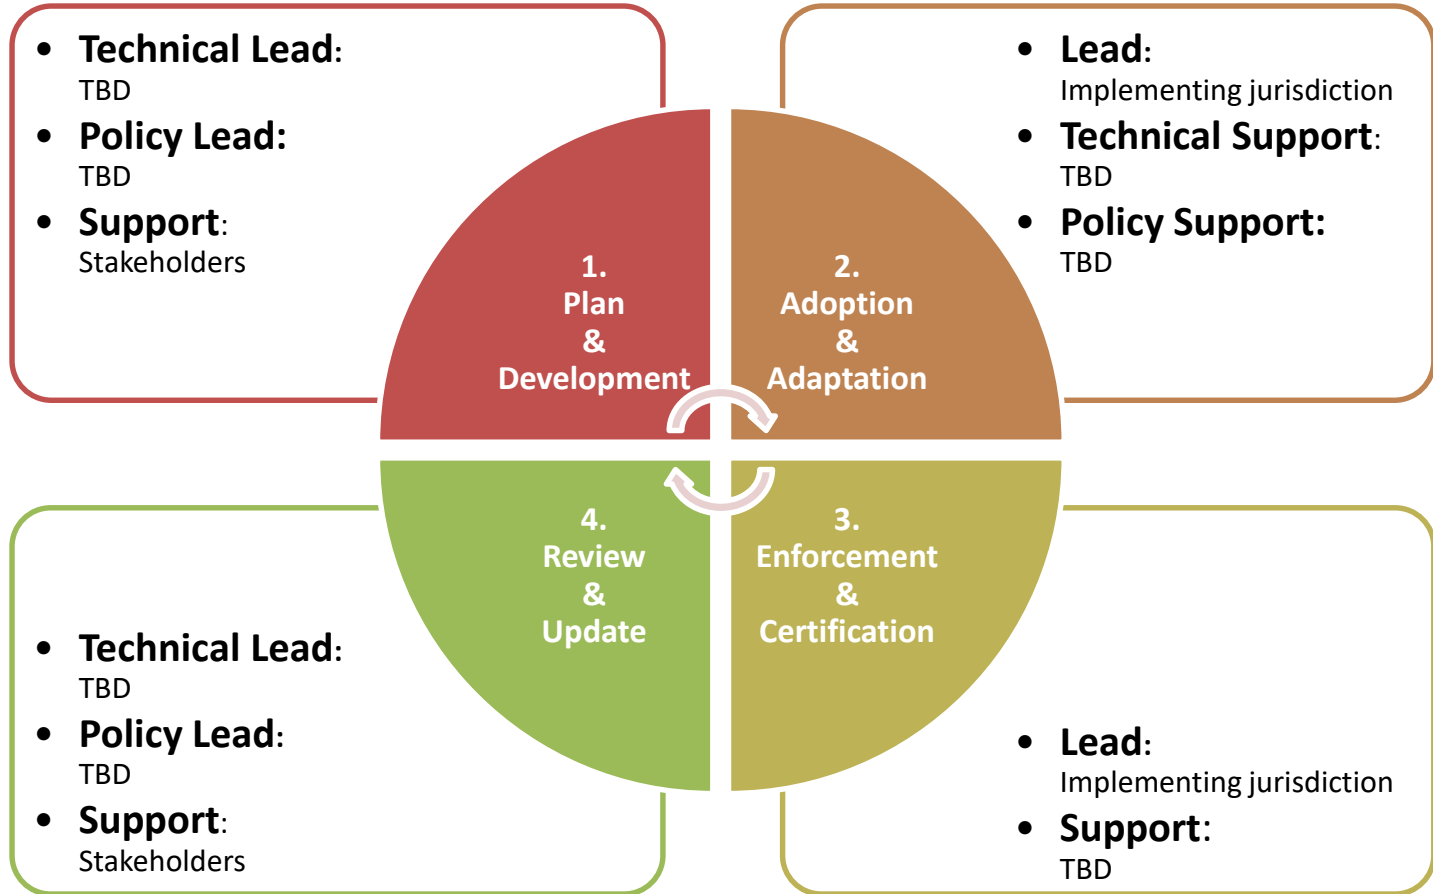 • Technical Lead:
TBD
• Policy Lead:
TBD
• Support:
Stakeholders
• Lead:
Implementing jurisdiction
• Technical Support:
TBD
• Policy Support:
TBD
1.
Plan
&
Development
2.
Adoption
&
Adaptation
4.
Review
&
Update
3.
Enforcement
&
Certification
• Technical Lead:
TBD
• Policy Lead:
TBD
• Support:
Stakeholders
• Lead:
Implementing jurisdiction
• Support:
TBD